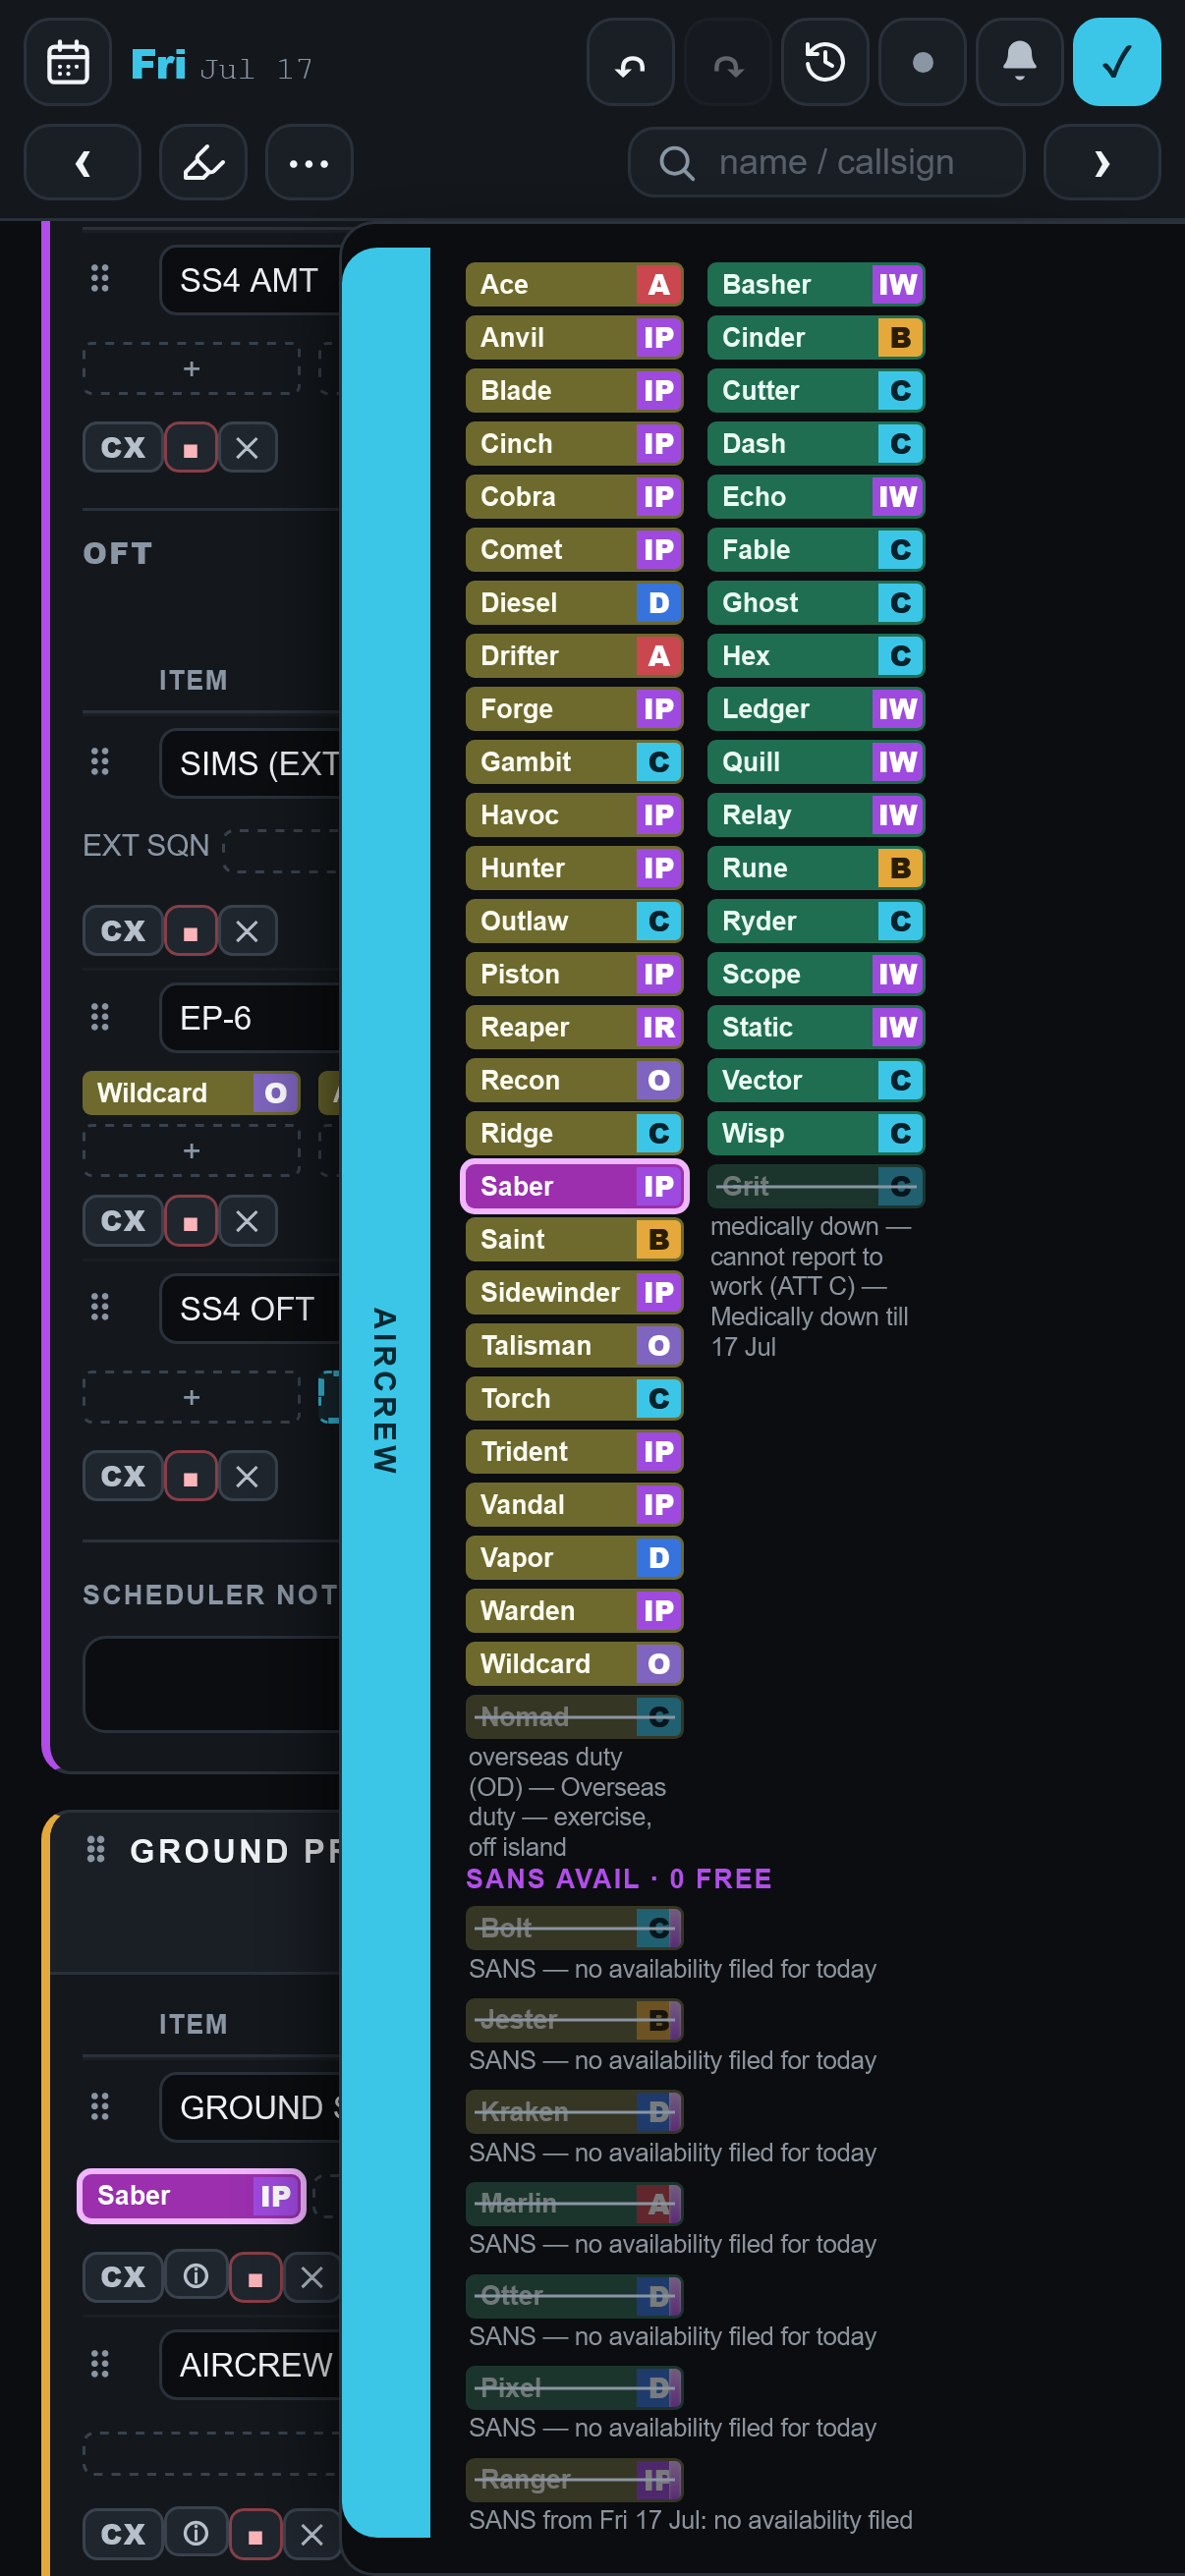 Fri Jul 17
name / callsign
SS4 AMT
+
CX
OFT
ITEM
SIMS (EXT
EXT SQN
CX
EP-6
Wildcard O
+
CX
SS4 OFT
+
CX
SCHEDULER NOT
GROUND PR
ITEM
GROUND S
Saber IP
CX
AIRCREW
CX
AIRCREW
Ace A
Anvil IP
Blade IP
Cinch IP
Cobra IP
Comet IP
Diesel D
Drifter A
Forge IP
Gambit C
Havoc IP
Hunter IP
Outlaw C
Piston IP
Reaper IR
Recon O
Ridge C
Saber IP
Saint B
Sidewinder IP
Talisman O
Torch C
Trident IP
Vandal IP
Vapor D
Warden IP
Wildcard O
Nomad C
overseas duty
(OD) — Overseas
duty — exercise,
off island
Basher IW
Cinder B
Cutter C
Dash C
Echo IW
Fable C
Ghost C
Hex C
Ledger IW
Quill IW
Relay IW
Rune B
Ryder C
Scope IW
Static IW
Vector C
Wisp C
Grit C
medically down —
cannot report to
work (ATT C) —
Medically down till
17 Jul
SANS AVAIL · 0 FREE
Bolt C
SANS — no availability filed for today
Jester B
SANS — no availability filed for today
Kraken D
SANS — no availability filed for today
Marlin A
SANS — no availability filed for today
Otter D
SANS — no availability filed for today
Pixel D
SANS — no availability filed for today
Ranger IP
SANS from Fri 17 Jul: no availability filed